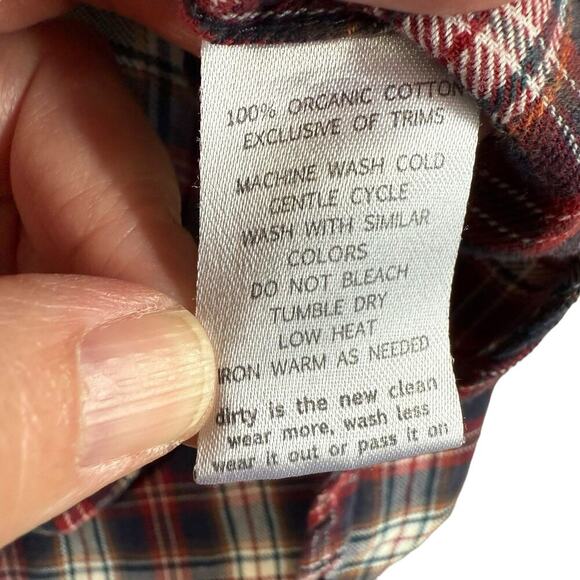 100% ORGANIC COTTON
EXCLUSIVE OF TRIMS
MACHINE WASH COLD
GENTLE CYCLE
WASH WITH SIMILAR
COLORS
DO NOT BLEACH
TUMBLE DRY
LOW HEAT
IRON WARM AS NEEDED
dirty is the new clean
wear more, wash less
wear it out or pass it on